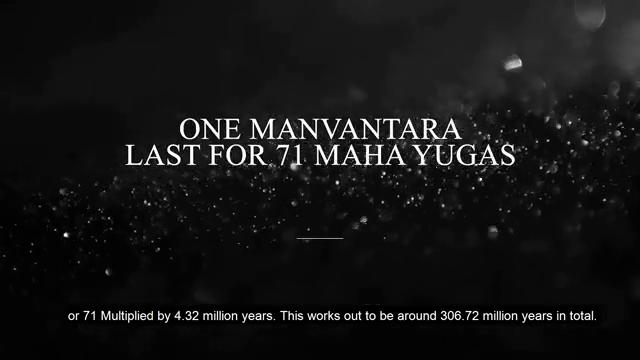 ONE MANVANTARA
LAST FOR 71 MAHA YUGAS
or 71 Multiplied by 4.32 million years. This works out to be around 306.72 million years in total.